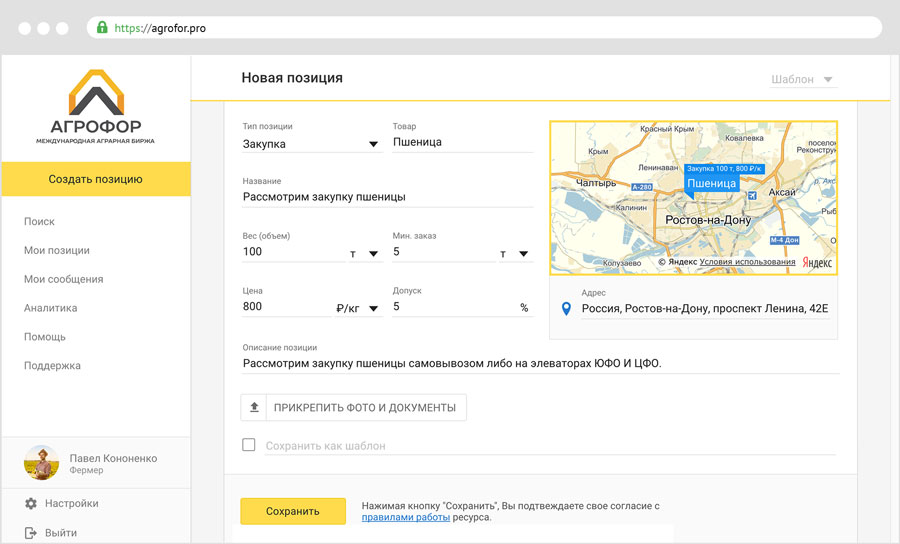 https://agrofor.pro
АГРОФОР
МЕЖДУНАРОДНАЯ АГРАРНАЯ БИРЖА
Создать позицию
Поиск
Мои позиции
Мои сообщения
Аналитика
Помощь
Поддержка
Павел Кононенко
Фермер
Настройки
Выйти
Новая позиция
Шаблон
Тип позиции
Закупка
Товар
Пшеница
Название
Рассмотрим закупку пшеницы
Вес (объем)
100 т
Мин. заказ
5 т
Цена
800 ₽/кг
Допуск
5 %
Красный Крым
Ковалевка
поселок
Реконструк
Крым
Ленинаван
Закупка 100 т, 800 ₽/к
Пшеница
Чалтырь
А-280
Аксай
р. Акс
Калинин
Рыб
Ростов-на-Дону
М-4 Дон
О
Колузаево
© Яндекс Условия использования
Яндекс
Адрес
Россия, Ростов-на-Дону, проспект Ленина, 42Е
Описание позиции
Рассмотрим закупку пшеницы самовывозом либо на элеваторах ЮФО И ЦФО.
ПРИКРЕПИТЬ ФОТО И ДОКУМЕНТЫ
Сохранить как шаблон
Сохранить
Нажимая кнопку "Сохранить", Вы подтверждаете свое согласие с
правилами работы ресурса.